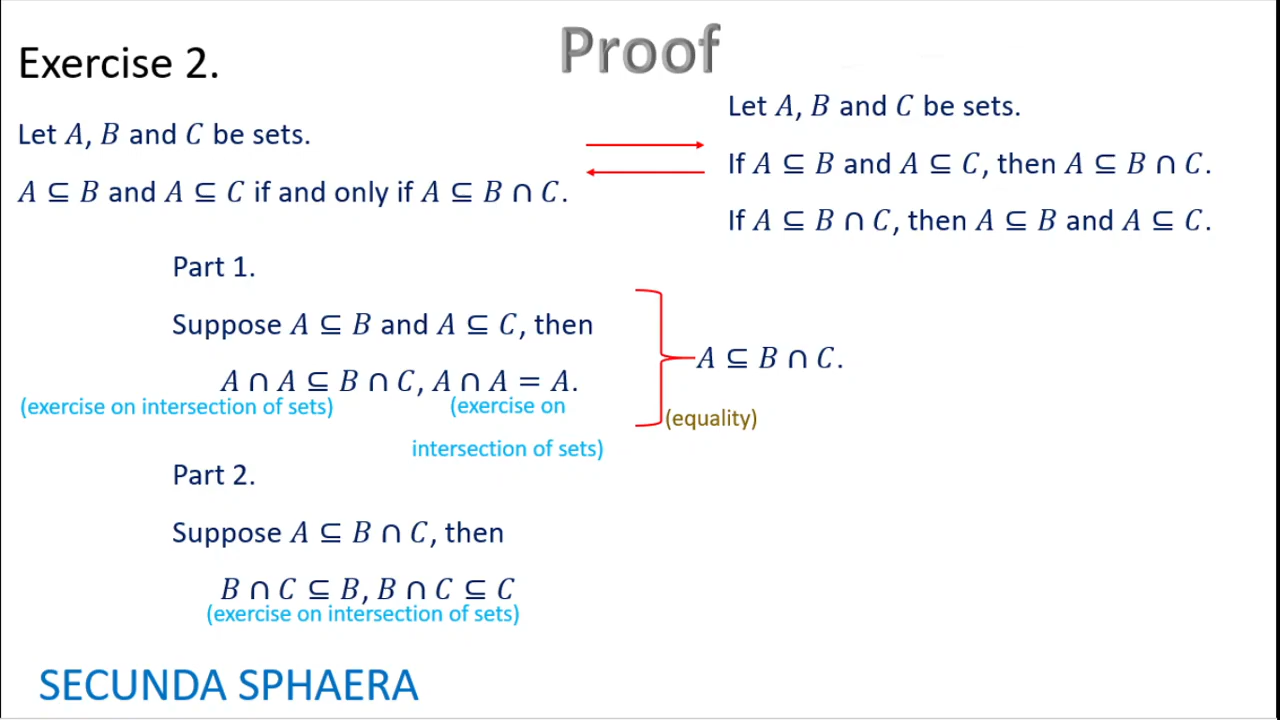 Proof
Exercise 2.
Let A, B and C be sets.
A ⊆ B and A ⊆ C if and only if A ⊆ B ∩ C.
Let A, B and C be sets.
If A ⊆ B and A ⊆ C, then A ⊆ B ∩ C.
If A ⊆ B ∩ C, then A ⊆ B and A ⊆ C.
Part 1.
Suppose A ⊆ B and A ⊆ C, then
A ∩ A ⊆ B ∩ C, A ∩ A = A.
(exercise on intersection of sets)
(exercise on
intersection of sets)
A ⊆ B ∩ C.
(equality)
Part 2.
Suppose A ⊆ B ∩ C, then
B ∩ C ⊆ B, B ∩ C ⊆ C
(exercise on intersection of sets)
SECUNDA SPHAERA